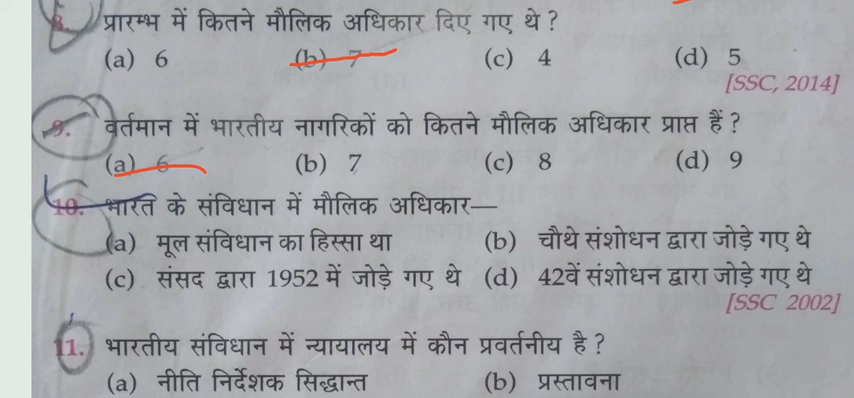 8. प्रारम्भ में कितने मौलिक अधिकार दिए गए थे ?
(a) 6 (b) 7 (c) 4 (d) 5
[SSC, 2014]
9. वर्तमान में भारतीय नागरिकों को कितने मौलिक अधिकार प्राप्त हैं ?
(a) 6 (b) 7 (c) 8 (d) 9
10. भारत के संविधान में मौलिक अधिकार—
(a) मूल संविधान का हिस्सा था (b) चौथे संशोधन द्वारा जोड़े गए थे
(c) संसद द्वारा 1952 में जोड़े गए थे (d) 42वें संशोधन द्वारा जोड़े गए थे
[SSC 2002]
11. भारतीय संविधान में न्यायालय में कौन प्रवर्तनीय है ?
(a) नीति निर्देशक सिद्धान्त (b) प्रस्तावना